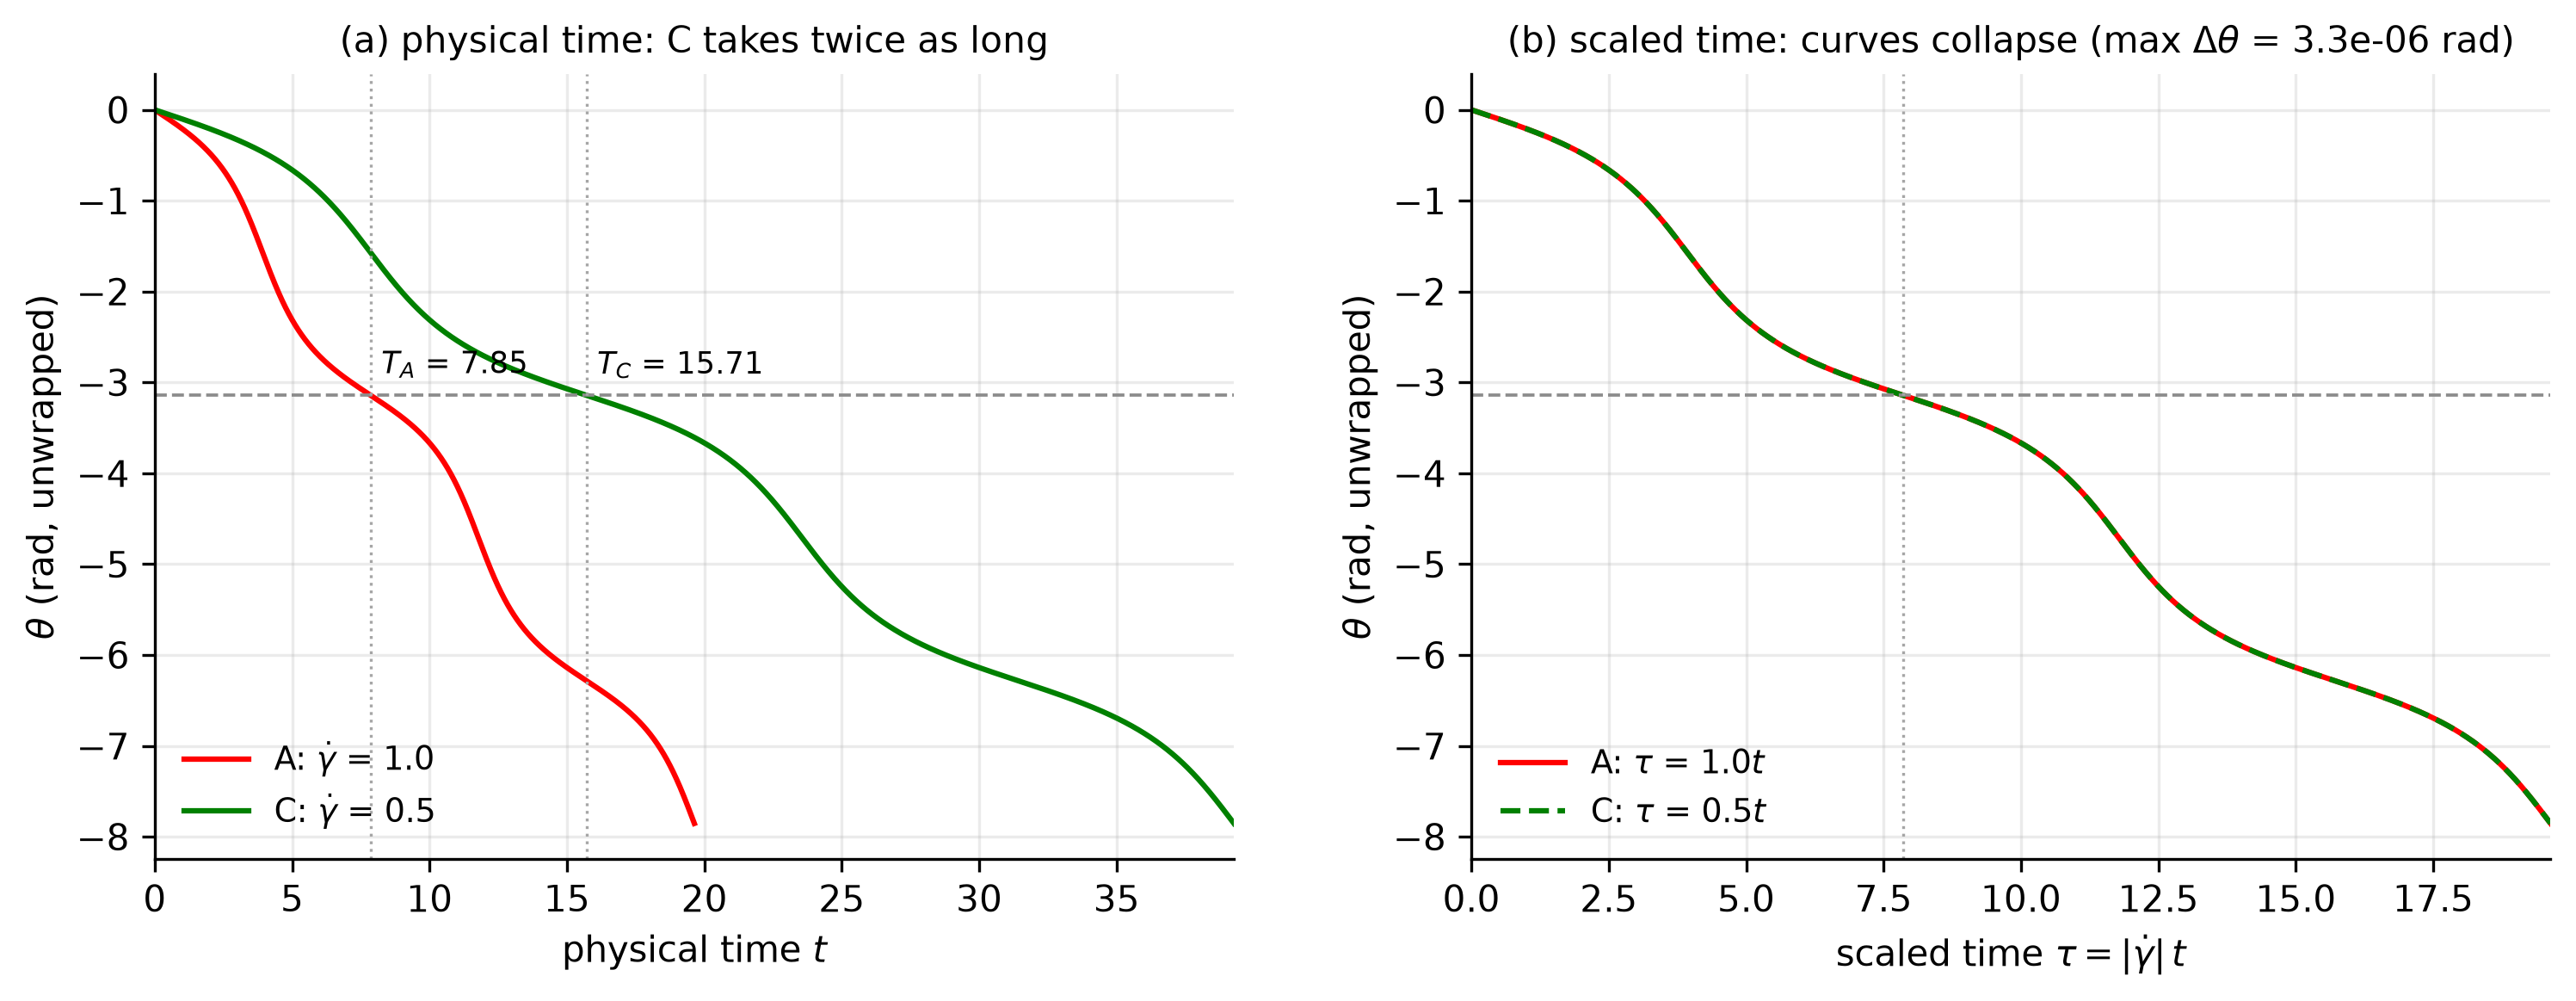 (a) physical time: C takes twice as long
θ (rad, unwrapped)
0
−1
−2
−3
−4
−5
−6
−7
−8
T_A = 7.85
T_C = 15.71
A: γ̇ = 1.0
C: γ̇ = 0.5
0 5 10 15 20 25 30 35
physical time t
(b) scaled time: curves collapse (max Δθ = 3.3e-06 rad)
θ (rad, unwrapped)
0
−1
−2
−3
−4
−5
−6
−7
−8
A: τ = 1.0t
C: τ = 0.5t
0.0 2.5 5.0 7.5 10.0 12.5 15.0 17.5
scaled time τ = |γ̇| t